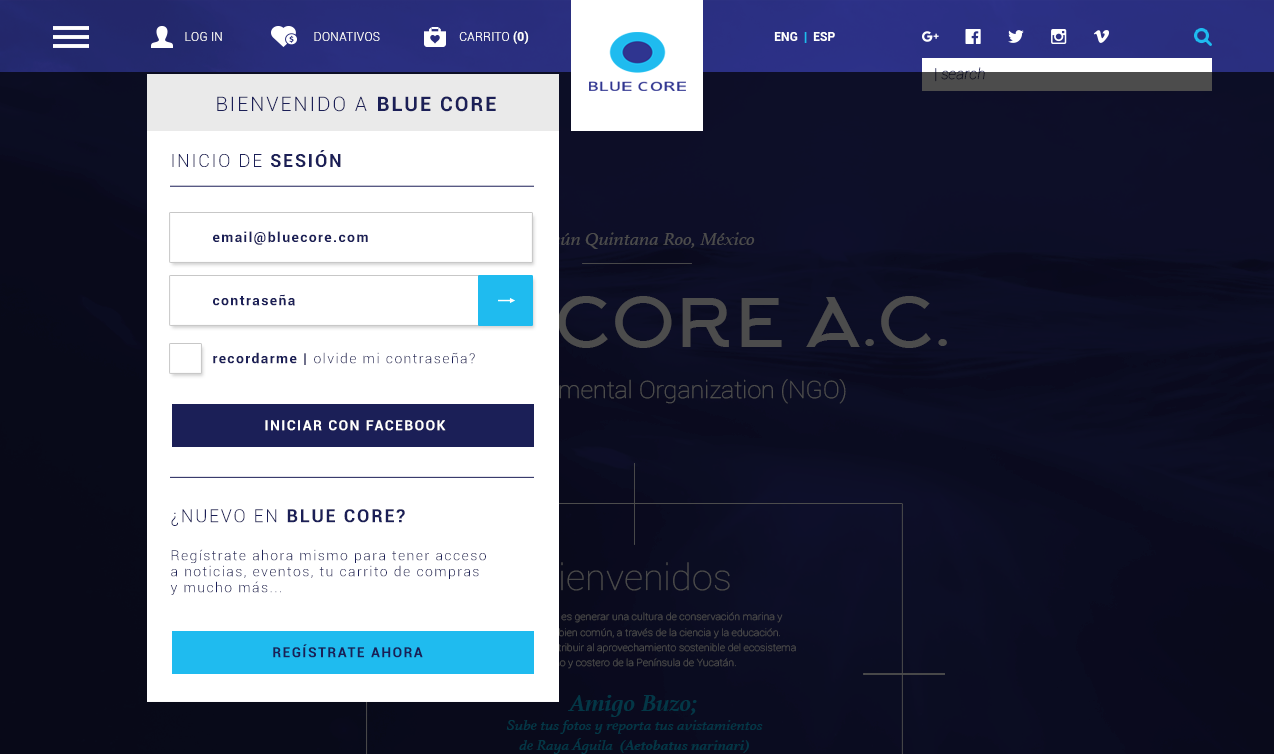 LOG IN
DONATIVOS
CARRITO (0)
BLUE CORE
ENG | ESP
G+
| search
BIENVENIDO A BLUE CORE
INICIO DE SESIÓN
email@bluecore.com
contraseña
recordarme | olvide mi contraseña?
INICIAR CON FACEBOOK
¿NUEVO EN BLUE CORE?
Regístrate ahora mismo para tener acceso
a noticias, eventos, tu carrito de compras
y mucho más...
REGÍSTRATE AHORA
Quintana Roo, México
CORE A.C.
Organization (NGO)
es generar una cultura de conservación marina y
bien común, a través de la ciencia y la educación.
al aprovechamiento sostenible del ecosistema
y costero de la Península de Yucatán.
Amigo Buzo;
Sube tus fotos y reporta tus avistamientos
de Raya Águila (Aetobatus narinari)